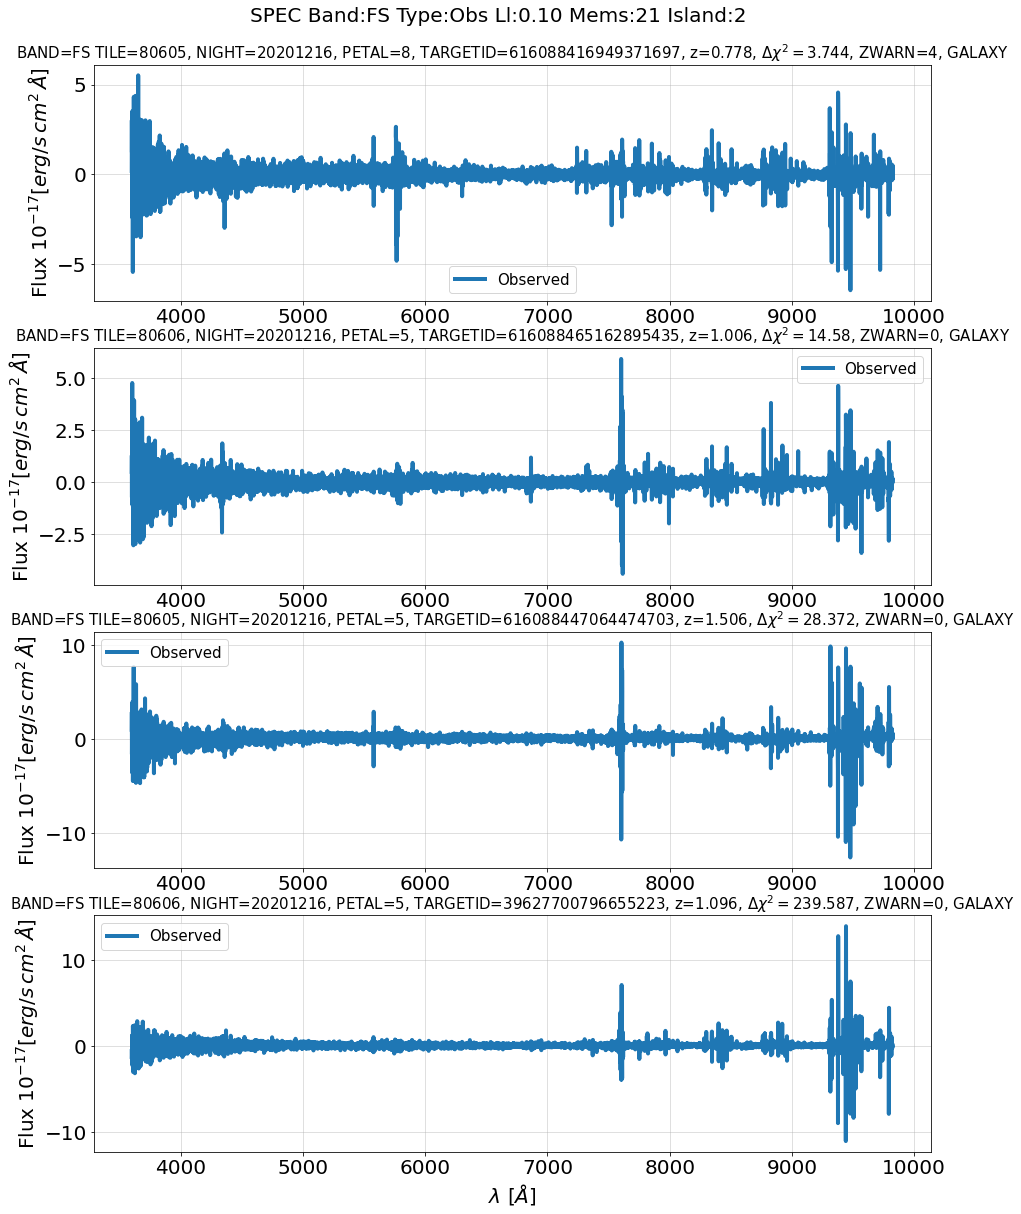 SPEC Band:FS Type:Obs Ll:0.10 Mems:21 Island:2
BAND=FS TILE=80605, NIGHT=20201216, PETAL=8, TARGETID=616088416949371697, z=0.778, Δχ² = 3.744, ZWARN=4, GALAXY
Flux 10⁻¹⁷[erg/s cm² Å]
5
0
−5
Observed
4000 5000 6000 7000 8000 9000 10000
BAND=FS TILE=80606, NIGHT=20201216, PETAL=5, TARGETID=616088465162895435, z=1.006, Δχ² = 14.58, ZWARN=0, GALAXY
Flux 10⁻¹⁷[erg/s cm² Å]
5.0
2.5
0.0
−2.5
Observed
4000 5000 6000 7000 8000 9000 10000
BAND=FS TILE=80605, NIGHT=20201216, PETAL=5, TARGETID=616088447064474703, z=1.506, Δχ² = 28.372, ZWARN=0, GALAXY
Flux 10⁻¹⁷[erg/s cm² Å]
10
0
−10
Observed
4000 5000 6000 7000 8000 9000 10000
BAND=FS TILE=80606, NIGHT=20201216, PETAL=5, TARGETID=39627700796655223, z=1.096, Δχ² = 239.587, ZWARN=0, GALAXY
Flux 10⁻¹⁷[erg/s cm² Å]
10
0
−10
Observed
4000 5000 6000 7000 8000 9000 10000
λ [Å]